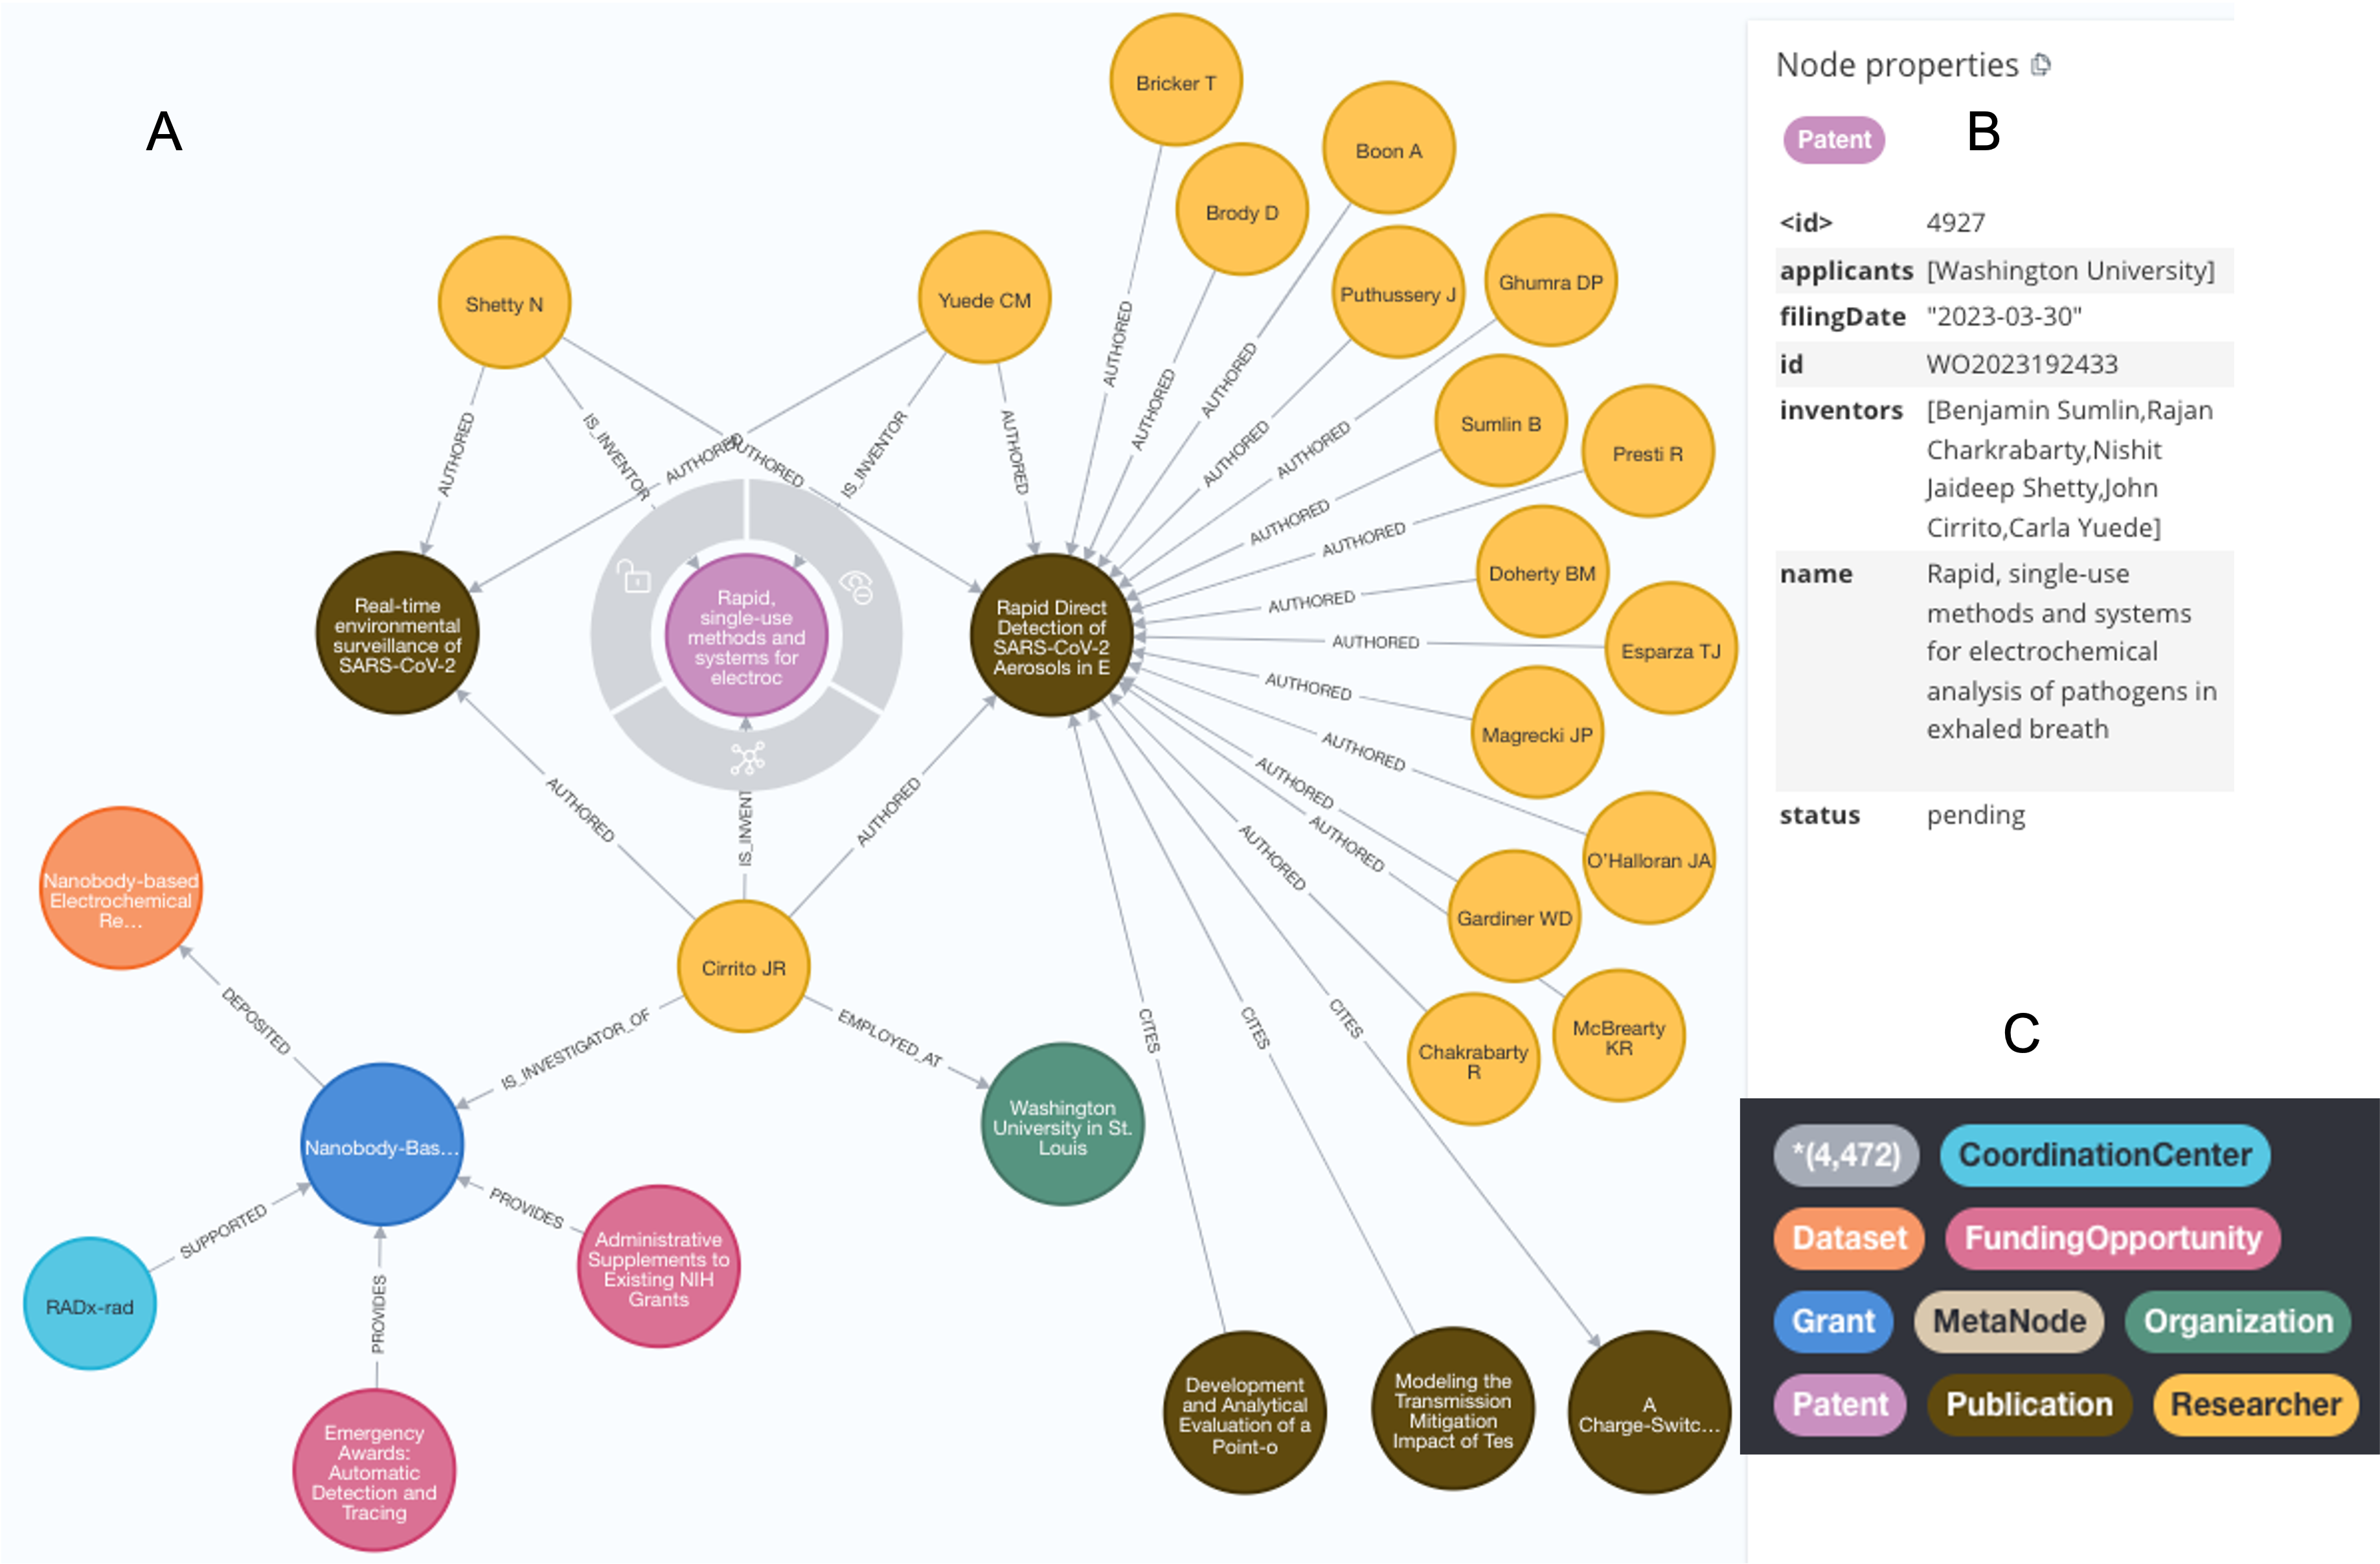 A
Bricker T
Boon A
Brody D
Puthussery J
Ghumra DP
Shetty N
Yuede CM
Sumlin B
Presti R
AUTHORED
IS_INVENTOR
AUTHORED
AUTHORED
IS_INVENTOR
AUTHORED
AUTHORED
AUTHORED
AUTHORED
AUTHORED
AUTHORED
AUTHORED
AUTHORED
Doherty BM
AUTHORED
Esparza TJ
AUTHORED
Magrecki JP
AUTHORED
O'Halloran JA
AUTHORED
Gardiner WD
AUTHORED
McBrearty
KR
AUTHORED
Chakrabarty
R
AUTHORED
Real-time
environmental
surveillance of
SARS-CoV-2
Rapid,
single-use
methods and
systems for
electroc
Rapid Direct
Detection of
SARS-CoV-2
Aerosols in E
AUTHORED
IS_INVENT
AUTHORED
Nanobody-based
Electrochemical
Re...
Cirrito JR
DEPOSITED
IS_INVESTIGATOR_OF
EMPLOYED_AT
CITES
CITES
CITES
Nanobody-Bas...
Washington
University in St.
Louis
SUPPORTED
PROVIDES
PROVIDES
RADx-rad
Administrative
Supplements to
Existing NIH
Grants
Emergency
Awards:
Automatic
Detection and
Tracing
Development
and Analytical
Evaluation of a
Point-o
Modeling the
Transmission
Mitigation
Impact of Tes
A
Charge-Switc...
Node properties
Patent
B
<id> 4927
applicants [Washington University]
filingDate "2023-03-30"
id WO2023192433
inventors [Benjamin Sumlin,Rajan
Charkrabarty,Nishit
Jaideep Shetty,John
Cirrito,Carla Yuede]
name Rapid, single-use
methods and systems
for electrochemical
analysis of pathogens in
exhaled breath
status pending
C
*(4,472) CoordinationCenter
Dataset FundingOpportunity
Grant MetaNode Organization
Patent Publication Researcher